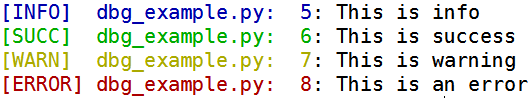 [INFO]  dbg_example.py:  5: This is info
[SUCC]  dbg_example.py:  6: This is success
[WARN]  dbg_example.py:  7: This is warning
[ERROR] dbg_example.py:  8: This is an error